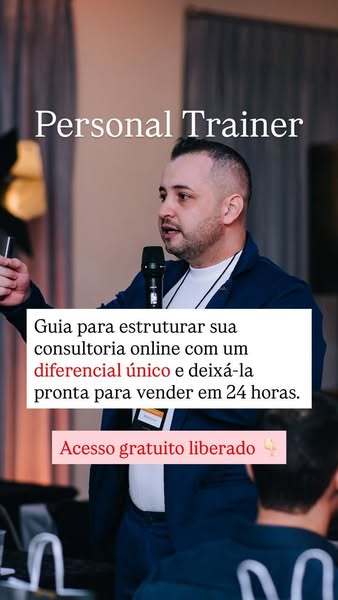 Personal Trainer
Guia para estruturar sua
consultoria online com um
diferencial único e deixá-la
pronta para vender em 24 horas.
Acesso gratuito liberado 👇🏻